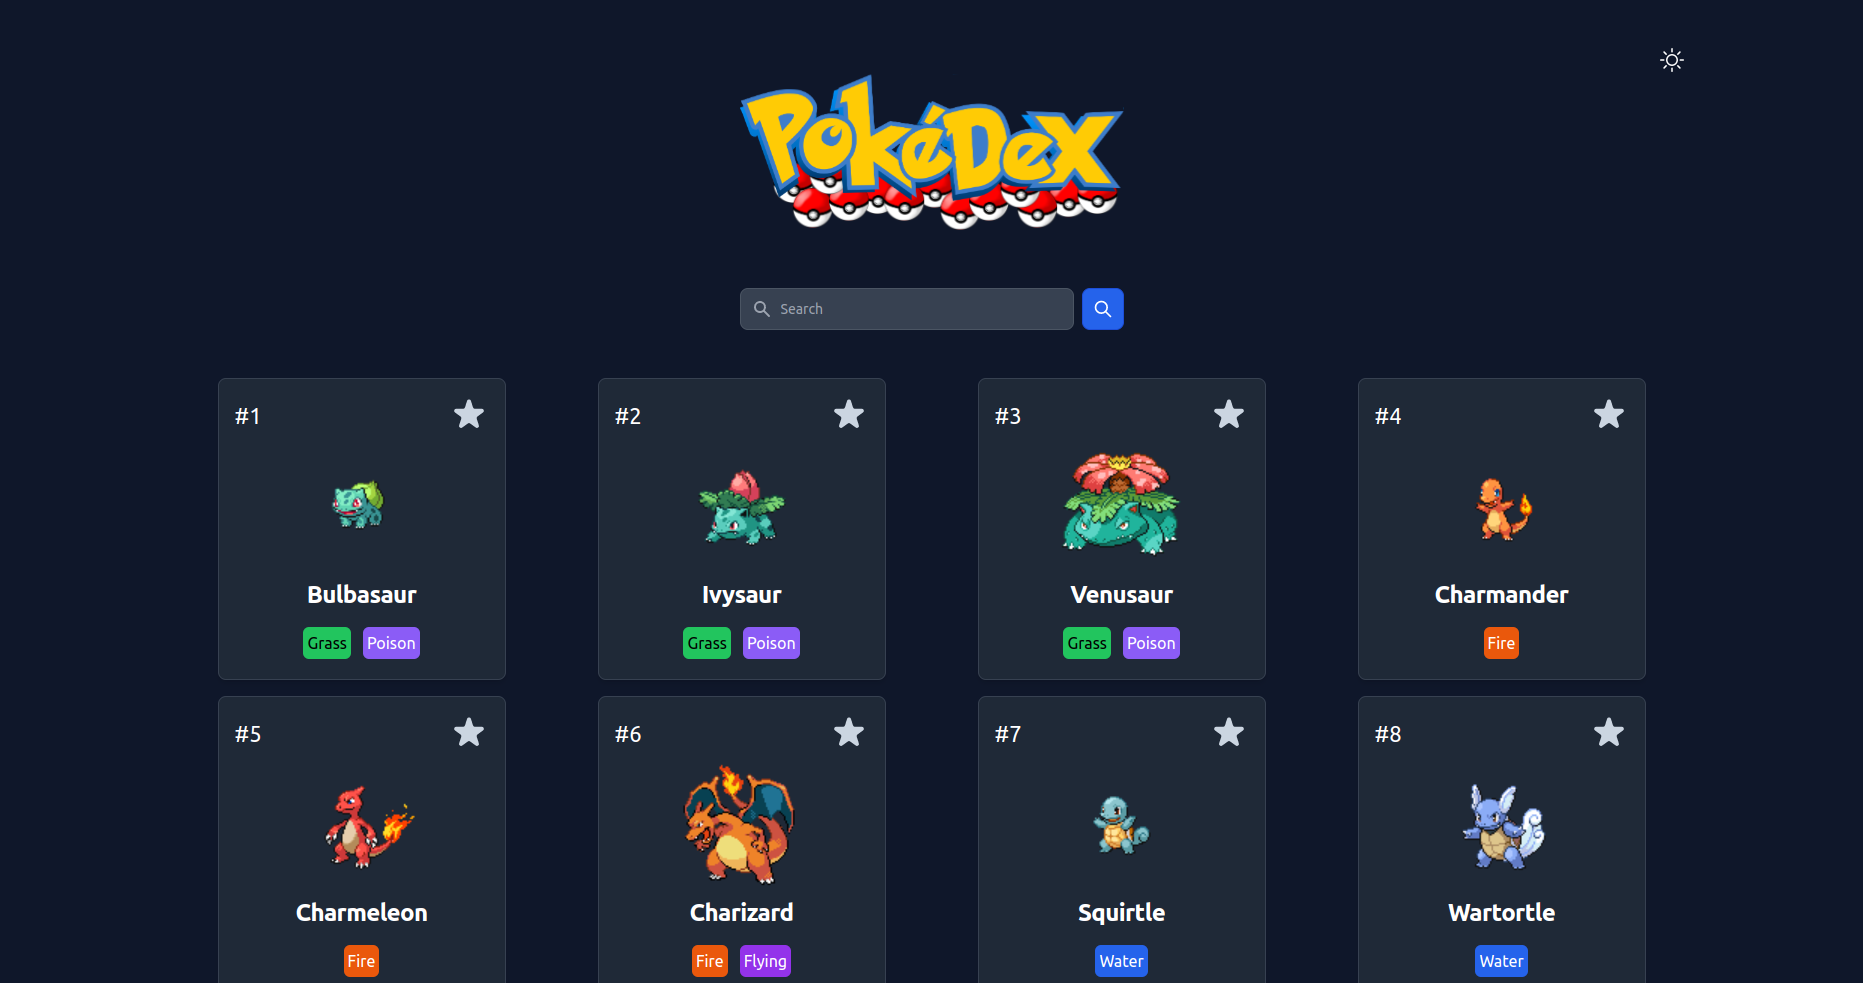 PokéDex
Search
#1
Bulbasaur
Grass Poison
#2
Ivysaur
Grass Poison
#3
Venusaur
Grass Poison
#4
Charmander
Fire
#5
Charmeleon
Fire
#6
Charizard
Fire Flying
#7
Squirtle
Water
#8
Wartortle
Water